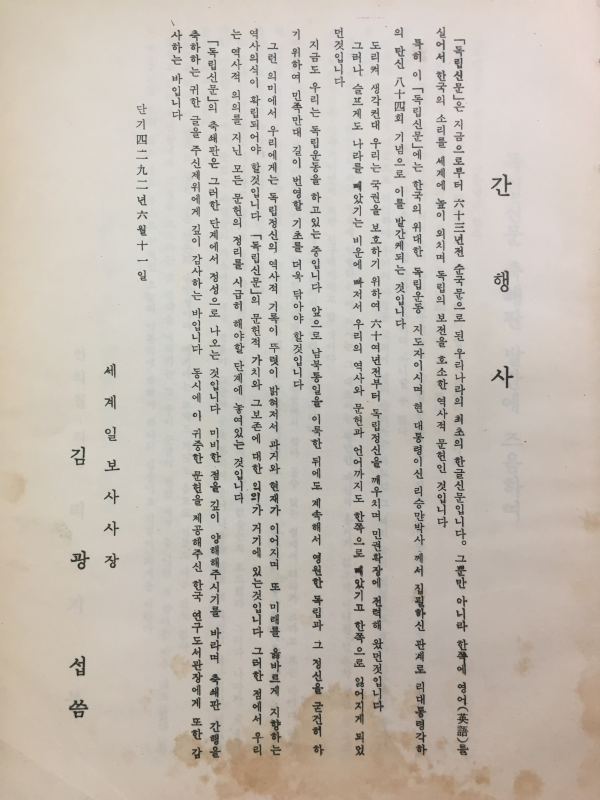 간행사
「독립신문」은 지금으로부터 六十三년전 순국문으로 된 우리나라의 최초의 한글신문입니다。그뿐만 아니라 한쪽에 영어(英語)를
실어서 한국의 소리를 세계에 높이 외치며 독립의 보전을 호소한 역사적 문헌인 것입니다
특히 이 「독립신문」에는 한국의 위대한 독립운동 지도자이시며 현 대통령이신 리승만박사 께서 집필하신 관계로 리대통령각하
의 탄신 八十四회 기념으로 이를 발간케되는 것입니다
도리켜 생각컨대 우리는 국권을 보호하기 위하여 六十여년전부터 독립정신을 깨우치며 민권확장에 전력해 왔던것입니다
그러나 슬프게도 나라를 빼았기는 비운에 빠저서 우리의 역사와 문헌과 언어까지도 한쪽으로 빼았기고 한쪽으로 잃어지게 되었
던것입니다
지금도 우리는 독립운동을 하고있는 중입니다 앞으로 남북통일을 이룩한 뒤에도 계속해서 영원한 독립과 그 정신을 굳건히 하
기 위하여 민족만대 길이 번영할 기초를 더욱 닦아야 할것입니다
그런 의미에서 우리에게는 독립정신의 역사적 기록이 뚜렷이 밝혀져서 과거와 현재가 이어지며 또 미래를 옳바르게 지향하는
역사의식이 확립되어야 할것입니다 「독립신문」의 문헌적 가치와 그보존에 대한 의의가 거기에 있는것입니다 그러한 점에서 우리
는 역사적 의의를 지닌 모든 문헌의 정리를 시급히 해야할 단계에 놓여있는 것입니다
「독립신문」의 축쇄판은 그러한 단계에서 정성으로 나오는 것입니다 미비한 점을 깊이 양해해주시기를 바라며 축쇄판 간행을
축하하는 귀한 글을 주신제위에게 깊이 감사하는 바입니다 동시에 이 귀중한 문헌을 제공해주신 한국 연구도서관장에게 또한 감
사하는 바입니다
단기四二九二년六월十一일
세계일보사사장
김광섭 씀